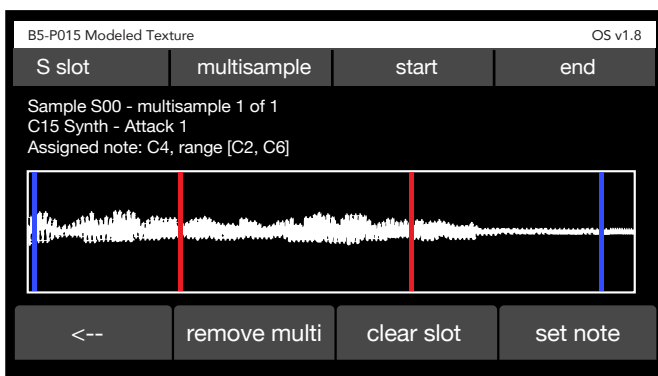 B5-P015 Modeled Texture OS v1.8
S slot multisample start end
Sample S00 - multisample 1 of 1
C15 Synth - Attack 1
Assigned note: C4, range [C2, C6]
<-- remove multi clear slot set note